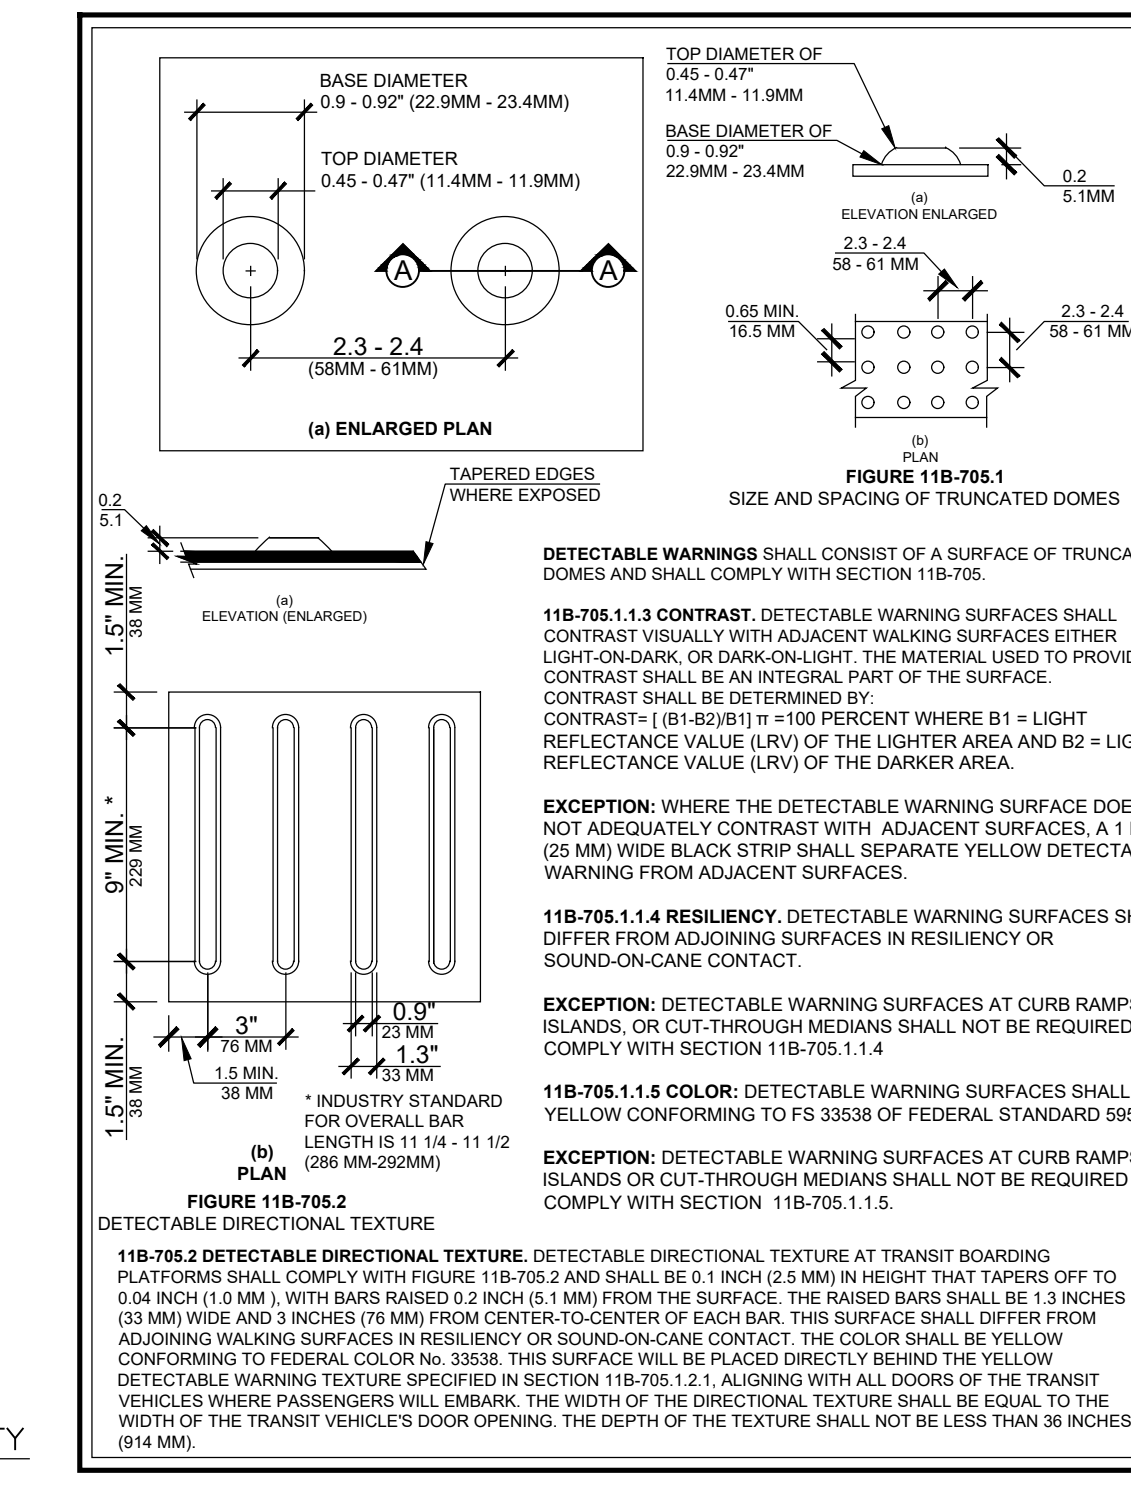 BASE DIAMETER
0.9 - 0.92" (22.9MM - 23.4MM)
TOP DIAMETER
0.45 - 0.47" (11.4MM - 11.9MM)
A
A
2.3 - 2.4
(58MM - 61MM)
(a) ENLARGED PLAN
TOP DIAMETER OF
0.45 - 0.47"
11.4MM - 11.9MM
BASE DIAMETER OF
0.9 - 0.92"
22.9MM - 23.4MM
0.2
5.1MM
(a)
ELEVATION ENLARGED
2.3 - 2.4
58 - 61 MM
0.65 MIN.
16.5 MM
2.3 - 2.4
58 - 61 MM
(b)
PLAN
FIGURE 11B-705.1
SIZE AND SPACING OF TRUNCATED DOMES
TAPERED EDGES
WHERE EXPOSED
0.2
5.1
(a)
ELEVATION (ENLARGED)
1.5" MIN.
38 MM
9" MIN. *
229 MM
1.5" MIN.
38 MM
3"
76 MM
1.5 MIN.
38 MM
0.9"
23 MM
1.3"
33 MM
* INDUSTRY STANDARD
FOR OVERALL BAR
LENGTH IS 11 1/4 - 11 1/2
(286 MM-292MM)
(b)
PLAN
FIGURE 11B-705.2
DETECTABLE DIRECTIONAL TEXTURE
DETECTABLE WARNINGS SHALL CONSIST OF A SURFACE OF
DOMES AND SHALL COMPLY WITH SECTION 11B-705.
11B-705.1.1.3 CONTRAST. DETECTABLE WARNING SURFACES SHALL
CONTRAST VISUALLY WITH ADJACENT WALKING SURFACES EITHER
LIGHT-ON-DARK, OR DARK-ON-LIGHT. THE MATERIAL USED TO
CONTRAST SHALL BE AN INTEGRAL PART OF THE SURFACE.
CONTRAST SHALL BE DETERMINED BY:
CONTRAST= [ (B1-B2)/B1] π =100 PERCENT WHERE B1 = LIGHT
REFLECTANCE VALUE (LRV) OF THE LIGHTER AREA AND B2 =
REFLECTANCE VALUE (LRV) OF THE DARKER AREA.
EXCEPTION: WHERE THE DETECTABLE WARNING SURFACE
NOT ADEQUATELY CONTRAST WITH ADJACENT SURFACES, A 1
(25 MM) WIDE BLACK STRIP SHALL SEPARATE YELLOW
WARNING FROM ADJACENT SURFACES.
11B-705.1.1.4 RESILIENCY. DETECTABLE WARNING SURFACES
DIFFER FROM ADJOINING SURFACES IN RESILIENCY OR
SOUND-ON-CANE CONTACT.
EXCEPTION: DETECTABLE WARNING SURFACES AT CURB
ISLANDS, OR CUT-THROUGH MEDIANS SHALL NOT BE REQUIRED
COMPLY WITH SECTION 11B-705.1.1.4
11B-705.1.1.5 COLOR: DETECTABLE WARNING SURFACES SHALL
YELLOW CONFORMING TO FS 33538 OF FEDERAL STANDARD
EXCEPTION: DETECTABLE WARNING SURFACES AT CURB
ISLANDS OR CUT-THROUGH MEDIANS SHALL NOT BE REQUIRED
COMPLY WITH SECTION 11B-705.1.1.5.
11B-705.2 DETECTABLE DIRECTIONAL TEXTURE. DETECTABLE DIRECTIONAL TEXTURE AT TRANSIT BOARDING
PLATFORMS SHALL COMPLY WITH FIGURE 11B-705.2 AND SHALL BE 0.1 INCH (2.5 MM) IN HEIGHT THAT TAPERS OFF TO
0.04 INCH (1.0 MM ), WITH BARS RAISED 0.2 INCH (5.1 MM) FROM THE SURFACE. THE RAISED BARS SHALL BE 1.3 INCHES
(33 MM) WIDE AND 3 INCHES (76 MM) FROM CENTER-TO-CENTER OF EACH BAR. THIS SURFACE SHALL DIFFER FROM
ADJOINING WALKING SURFACES IN RESILIENCY OR SOUND-ON-CANE CONTACT. THE COLOR SHALL BE YELLOW
CONFORMING TO FEDERAL COLOR No. 33538. THIS SURFACE WILL BE PLACED DIRECTLY BEHIND THE YELLOW
DETECTABLE WARNING TEXTURE SPECIFIED IN SECTION 11B-705.1.2.1, ALIGNING WITH ALL DOORS OF THE TRANSIT
VEHICLES WHERE PASSENGERS WILL EMBARK. THE WIDTH OF THE DIRECTIONAL TEXTURE SHALL BE EQUAL TO THE
WIDTH OF THE TRANSIT VEHICLE'S DOOR OPENING. THE DEPTH OF THE TEXTURE SHALL NOT BE LESS THAN 36 INCHES
(914 MM).